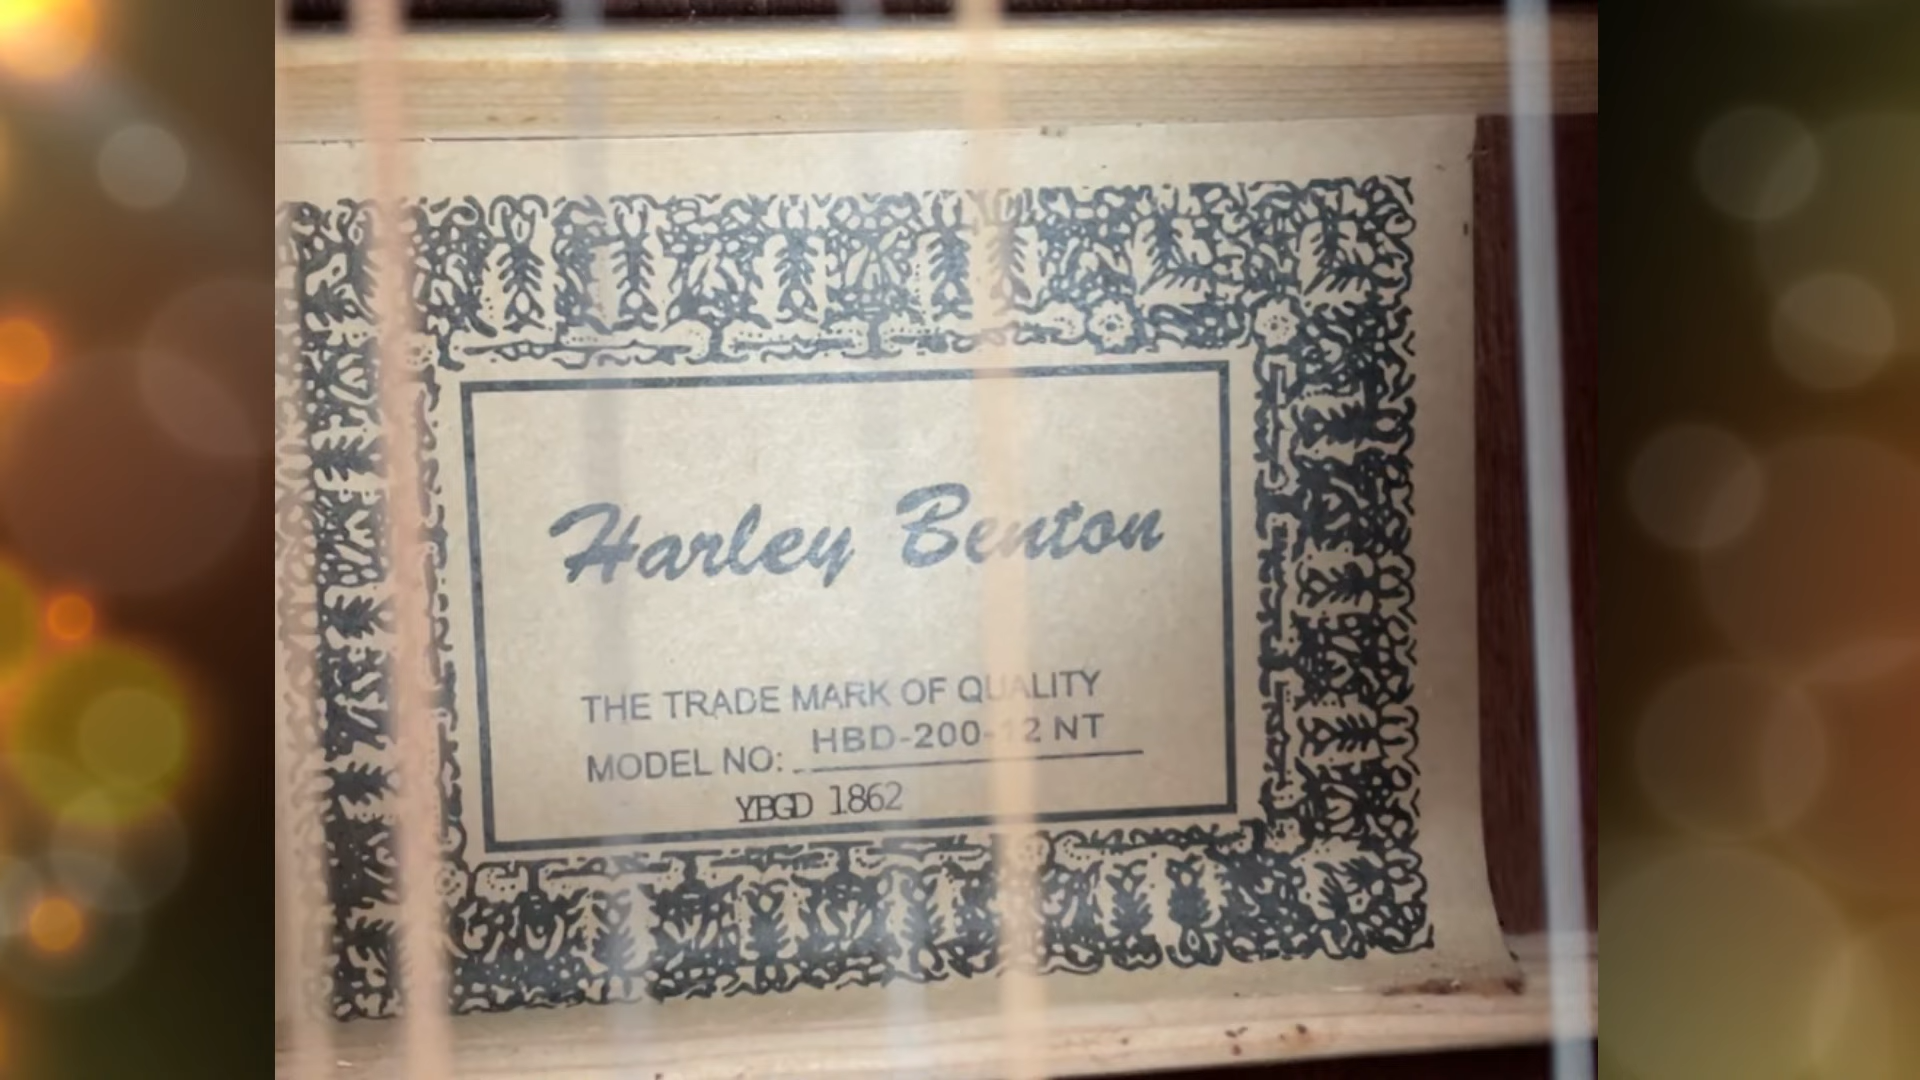 Harley Benton
THE TRADE MARK OF QUALITY
MODEL NO: HBD-200-12 NT
YBGD 1862